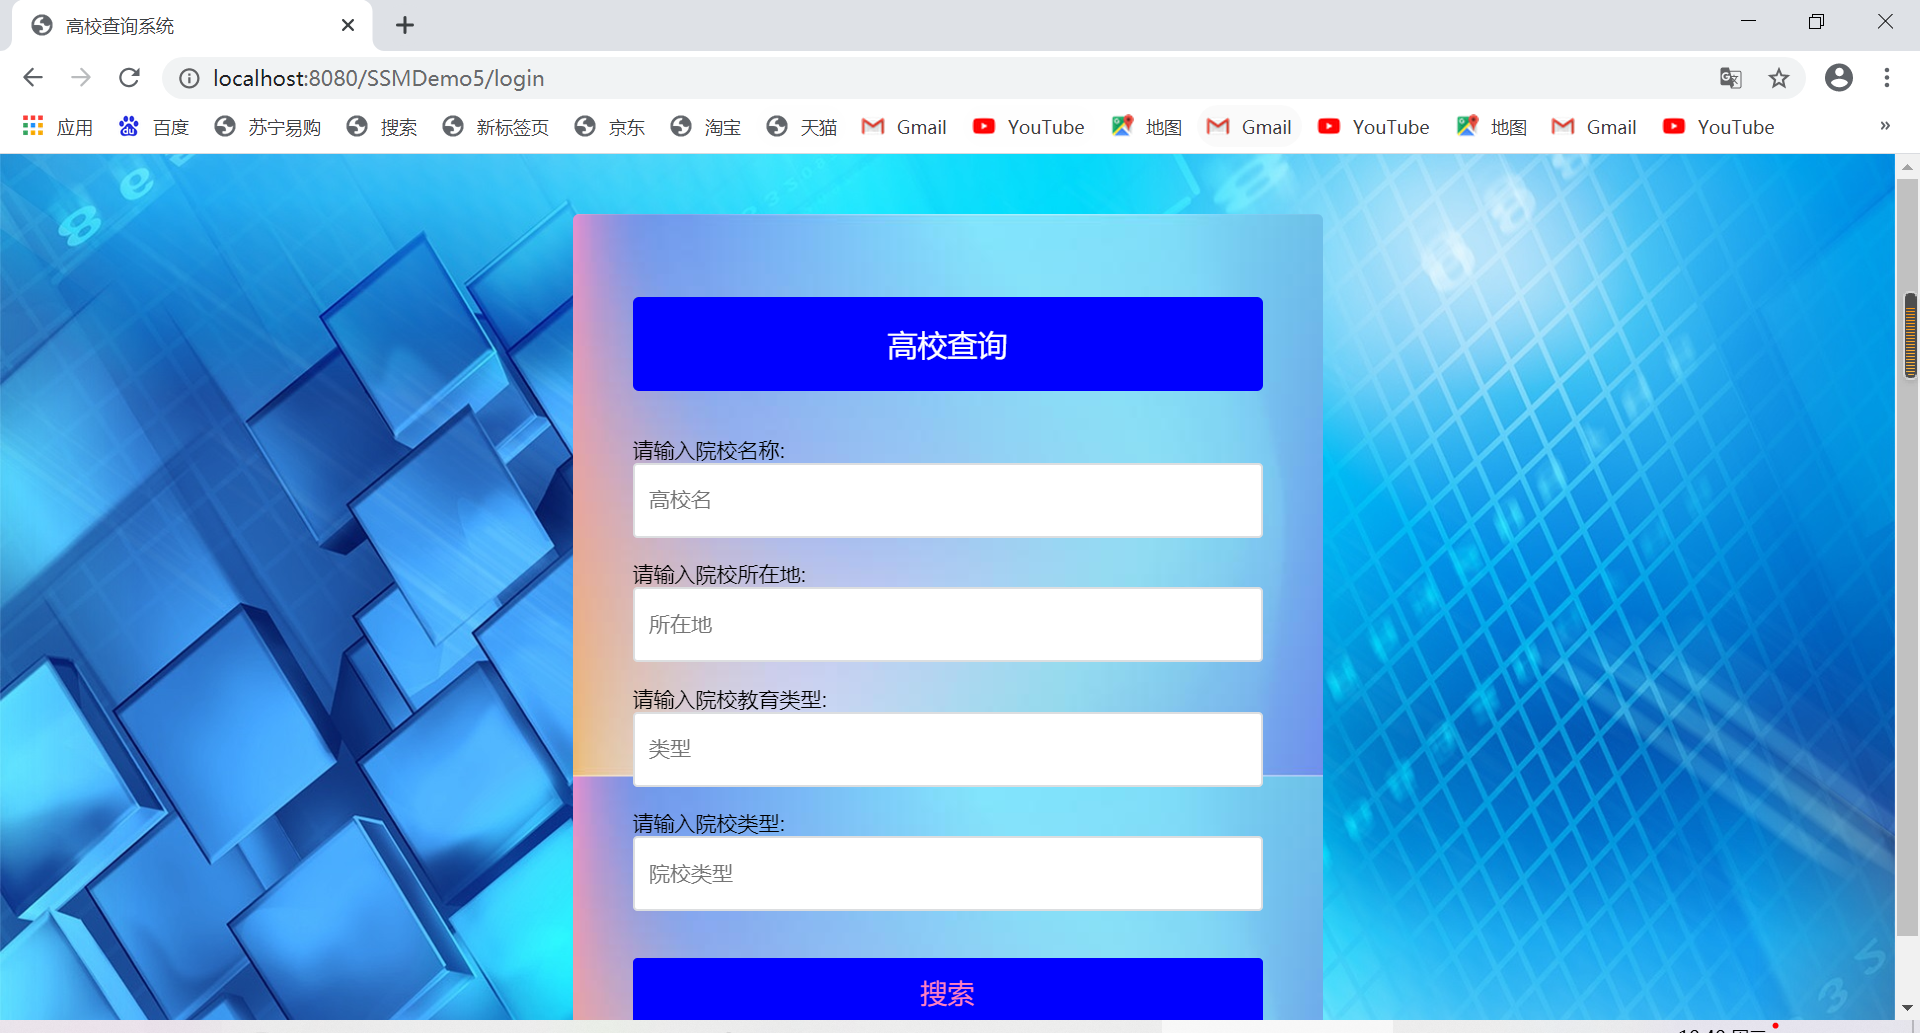 高校查询系统
localhost:8080/SSMDemo5/login
应用 百度 苏宁易购 搜索 新标签页 京东 淘宝 天猫 Gmail YouTube 地图 Gmail YouTube 地图 Gmail YouTube »
高校查询
请输入院校名称:
高校名
请输入院校所在地:
所在地
请输入院校教育类型:
类型
请输入院校类型:
院校类型
搜索